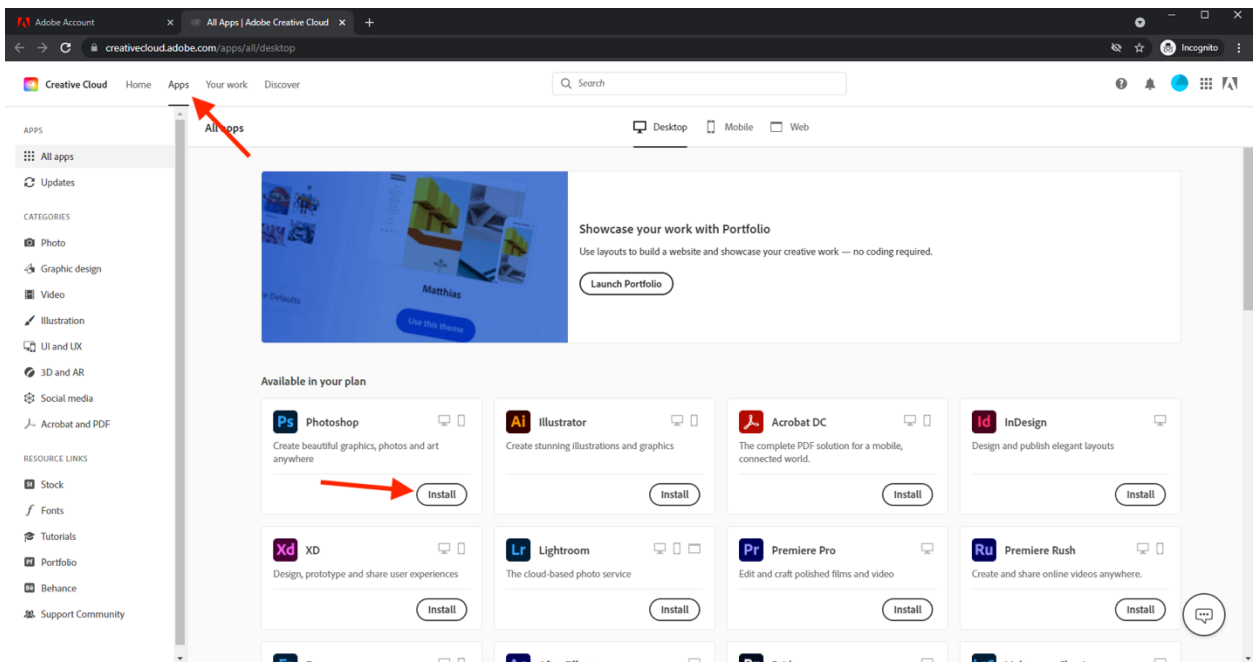 Adobe Account
All Apps | Adobe Creative Cloud
creativecloud.adobe.com/apps/all/desktop
Incognito
Creative Cloud Home Apps Your work Discover
Search
APPS
All apps
Updates
CATEGORIES
Photo
Graphic design
Video
Illustration
UI and UX
3D and AR
Social media
Acrobat and PDF
RESOURCE LINKS
St Stock
Fonts
Tutorials
Pf Portfolio
Bē Behance
Support Community
All apps
Desktop Mobile Web
Defaults
Matthias
Use this theme
Showcase your work with Portfolio
Use layouts to build a website and showcase your creative work — no coding required.
Launch Portfolio
Available in your plan
Ps Photoshop
Create beautiful graphics, photos and art
anywhere
Install
Ai Illustrator
Create stunning illustrations and graphics
Install
Acrobat DC
The complete PDF solution for a mobile,
connected world.
Install
Id InDesign
Design and publish elegant layouts
Install
Xd XD
Design, prototype and share user experiences
Install
Lr Lightroom
The cloud-based photo service
Install
Pr Premiere Pro
Edit and craft polished films and video
Install
Ru Premiere Rush
Create and share online videos anywhere.
Install